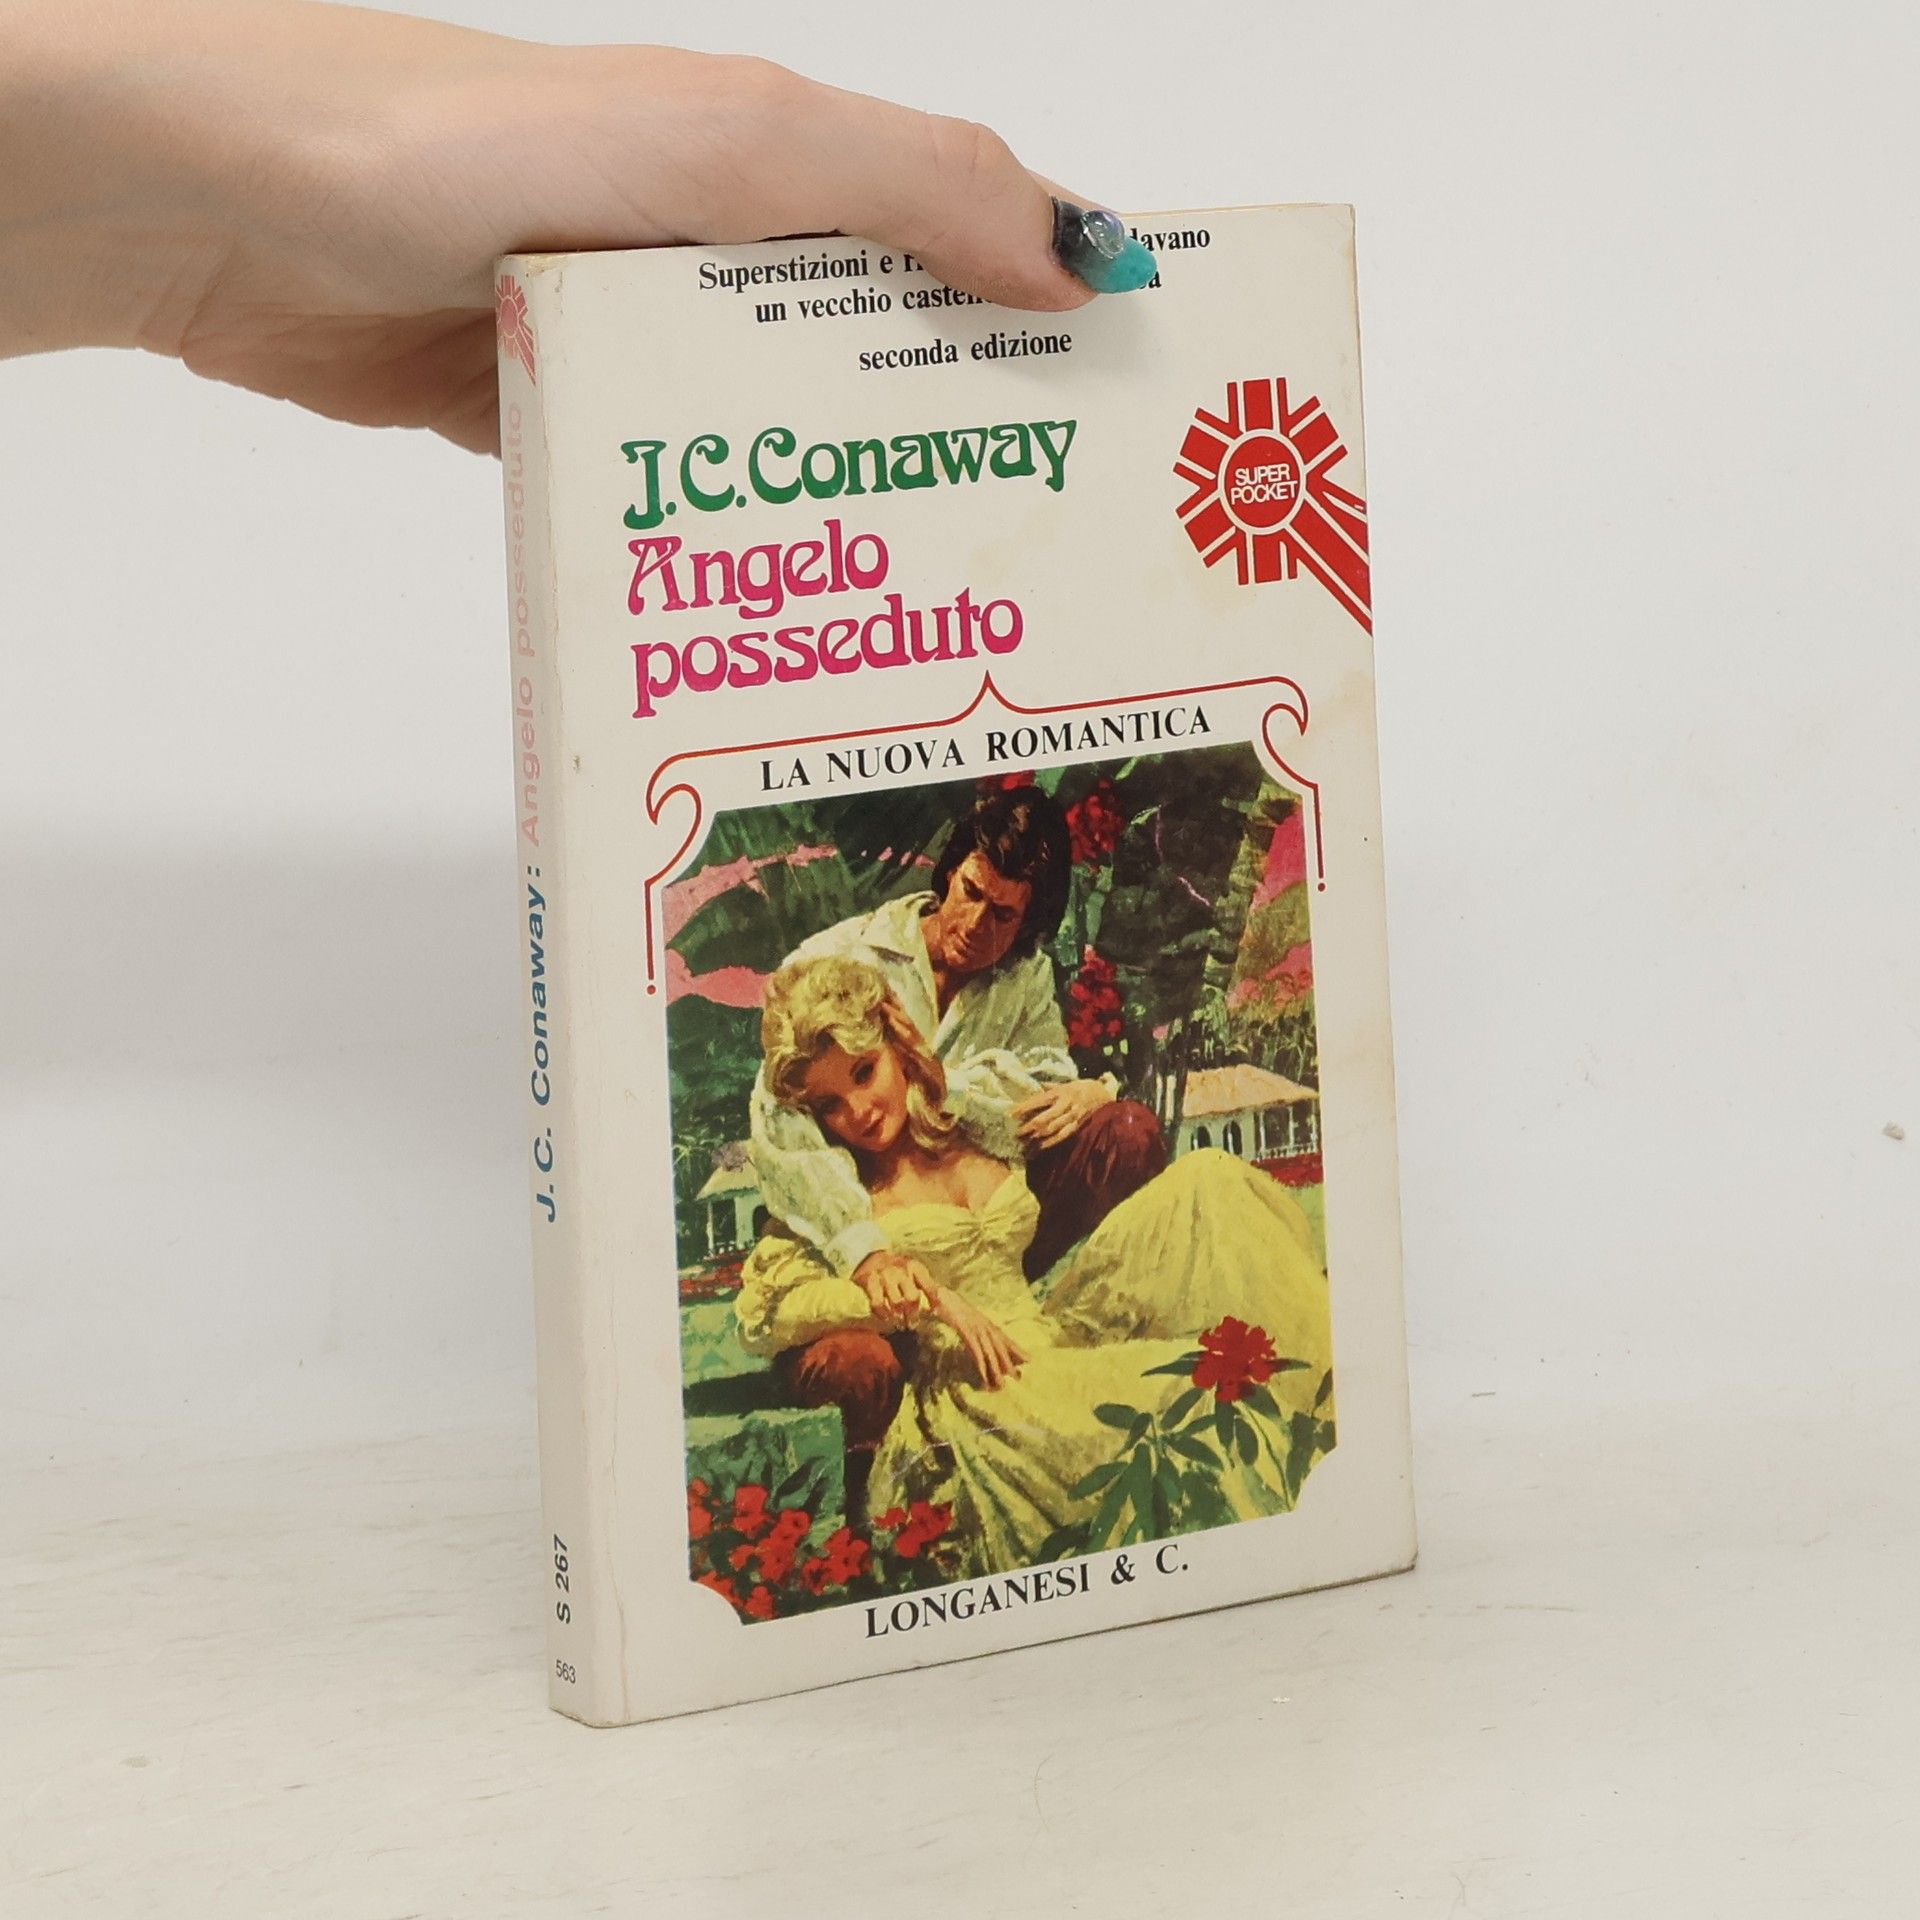 Superstizioni e
un vecchio
seconda edizione
J.C.Conaway
Angelo
posseduto
SUPER
POCKET
LA NUOVA ROMANTICA
LONGANESI & C.
J. C. Conaway: Angelo posseduto
S 267
563